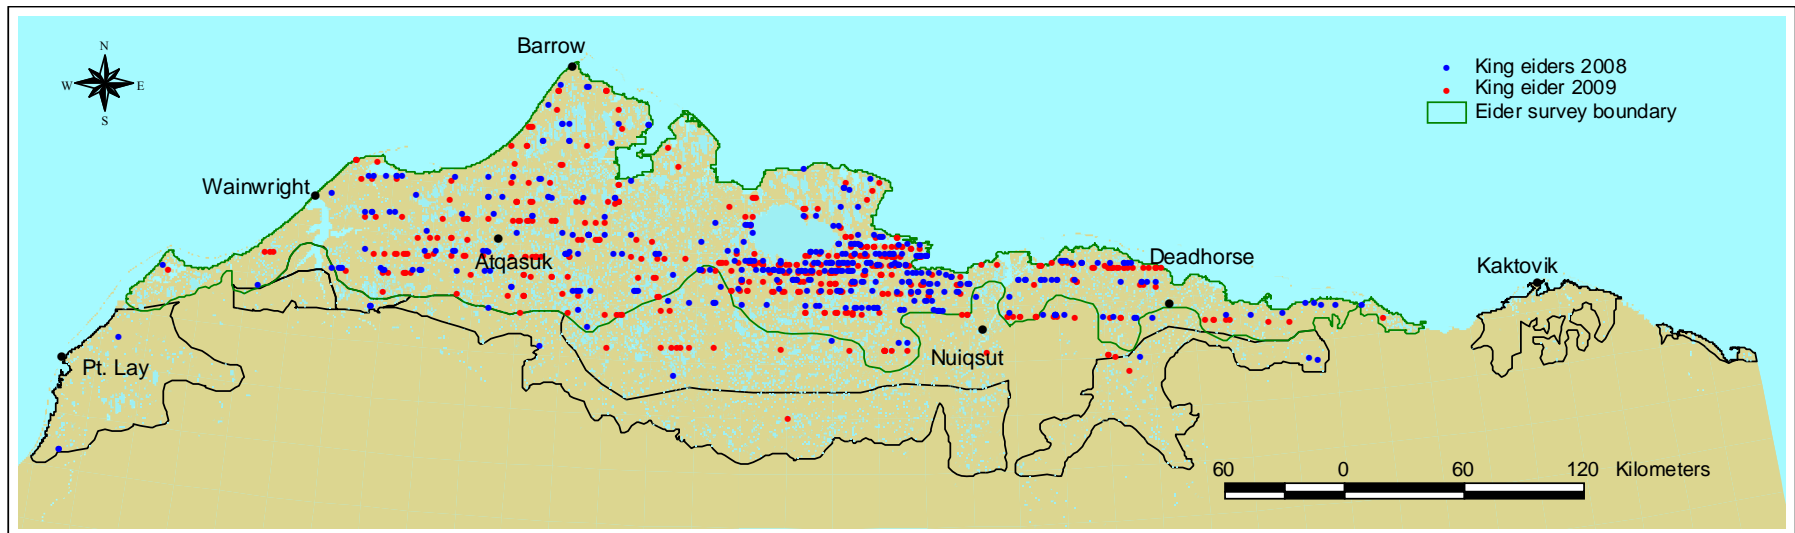 Barrow
N
W E
S
King eiders 2008
King eider 2009
Eider survey boundary
Wainwright
Atqasuk
Deadhorse
Kaktovik
Nuiqsut
Pt. Lay
60 0 60 120 Kilometers